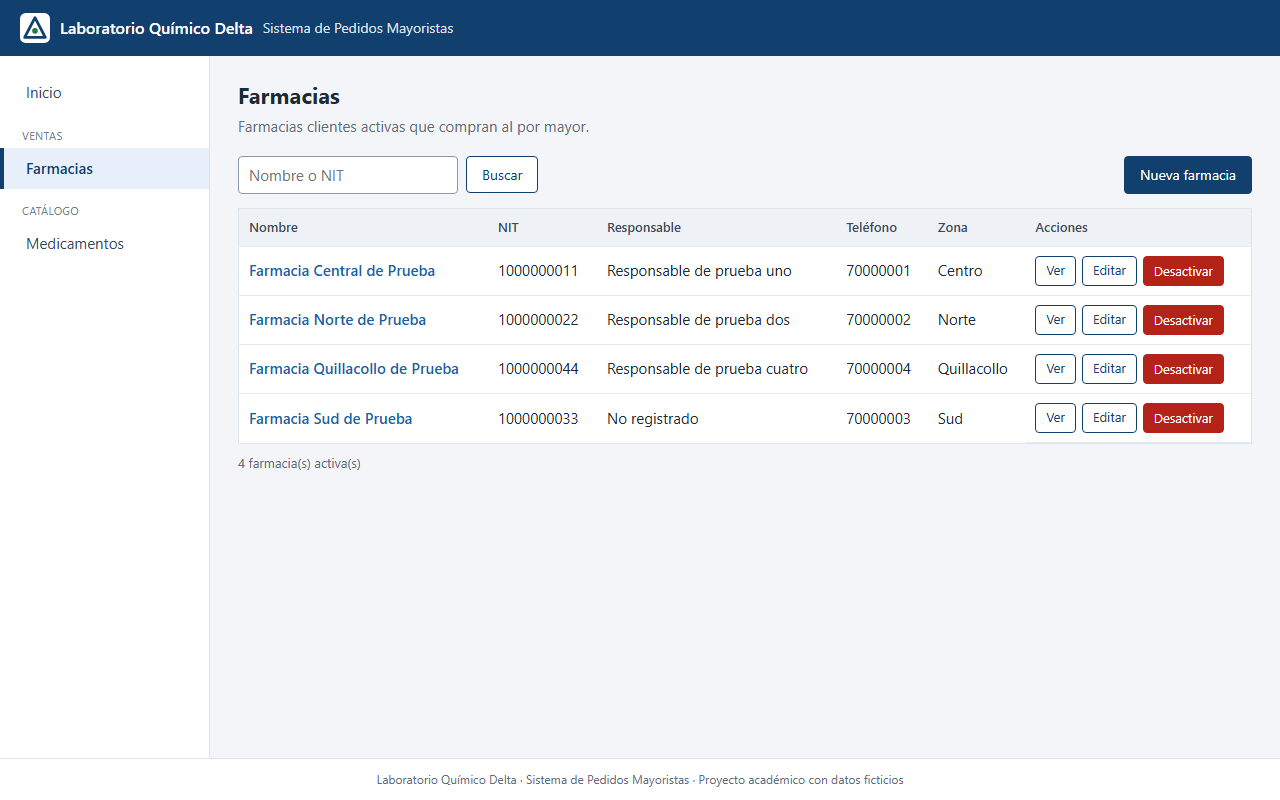 Laboratorio Químico Delta Sistema de Pedidos Mayoristas
Inicio
VENTAS
Farmacias
CATÁLOGO
Medicamentos
Farmacias
Farmacias clientes activas que compran al por mayor.
Nombre o NIT Buscar Nueva farmacia
Nombre NIT Responsable Teléfono Zona Acciones
Farmacia Central de Prueba 1000000011 Responsable de prueba uno 70000001 Centro Ver Editar Desactivar
Farmacia Norte de Prueba 1000000022 Responsable de prueba dos 70000002 Norte Ver Editar Desactivar
Farmacia Quillacollo de Prueba 1000000044 Responsable de prueba cuatro 70000004 Quillacollo Ver Editar Desactivar
Farmacia Sud de Prueba 1000000033 No registrado 70000003 Sud Ver Editar Desactivar
4 farmacia(s) activa(s)
Laboratorio Químico Delta · Sistema de Pedidos Mayoristas · Proyecto académico con datos ficticios